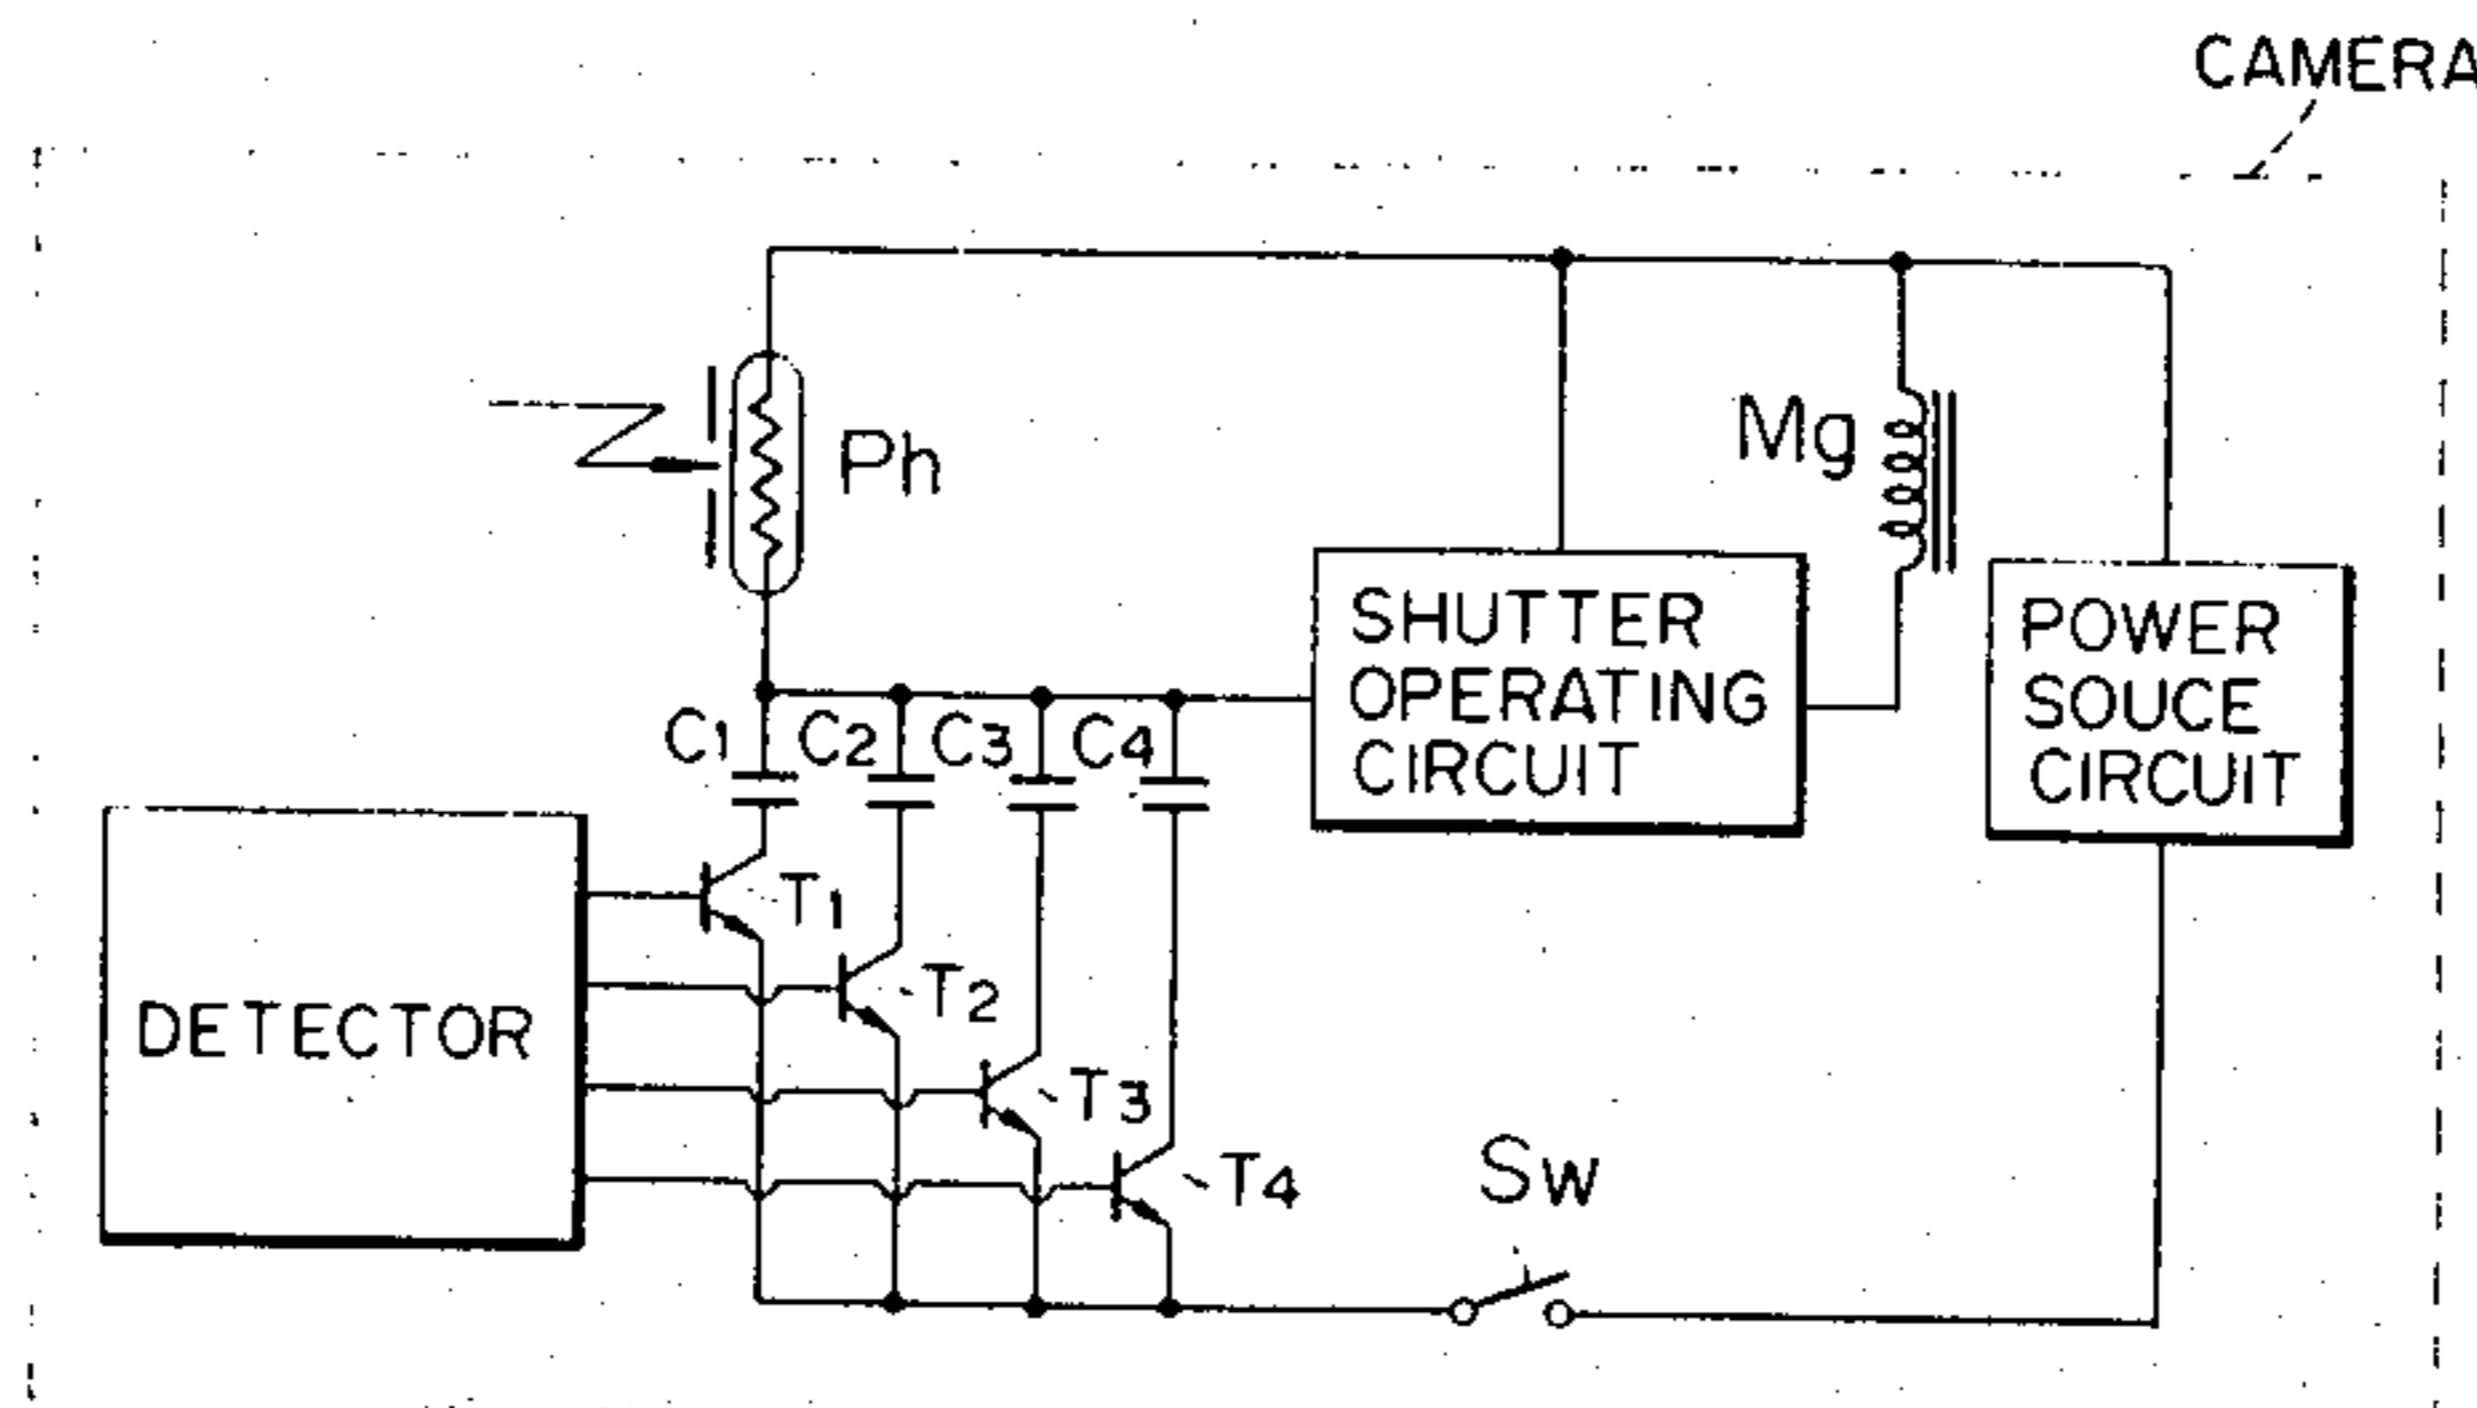 CAMERA
Ph
Mg
SHUTTER
OPERATING
CIRCUIT
POWER
SOUCE
CIRCUIT
C1
C2
C3
C4
DETECTOR
T1
T2
T3
T4
SW